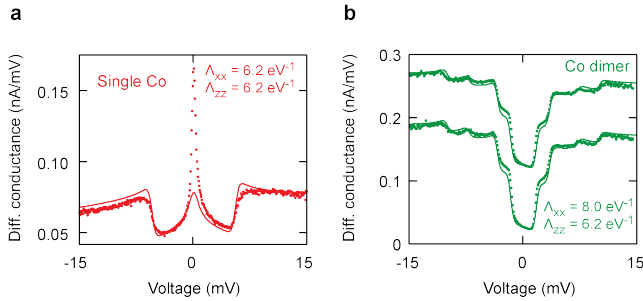 a
Diff. conductance (nA/mV)
0.15
0.10
0.05
Single Co
Λxx = 6.2 eV⁻¹
Λzz = 6.2 eV⁻¹
-15
0
15
Voltage (mV)
b
Diff. conductance (nA/mV)
0.3
0.2
0.1
0
Co dimer
Λxx = 8.0 eV⁻¹
Λzz = 6.2 eV⁻¹
-15
0
15
Voltage (mV)